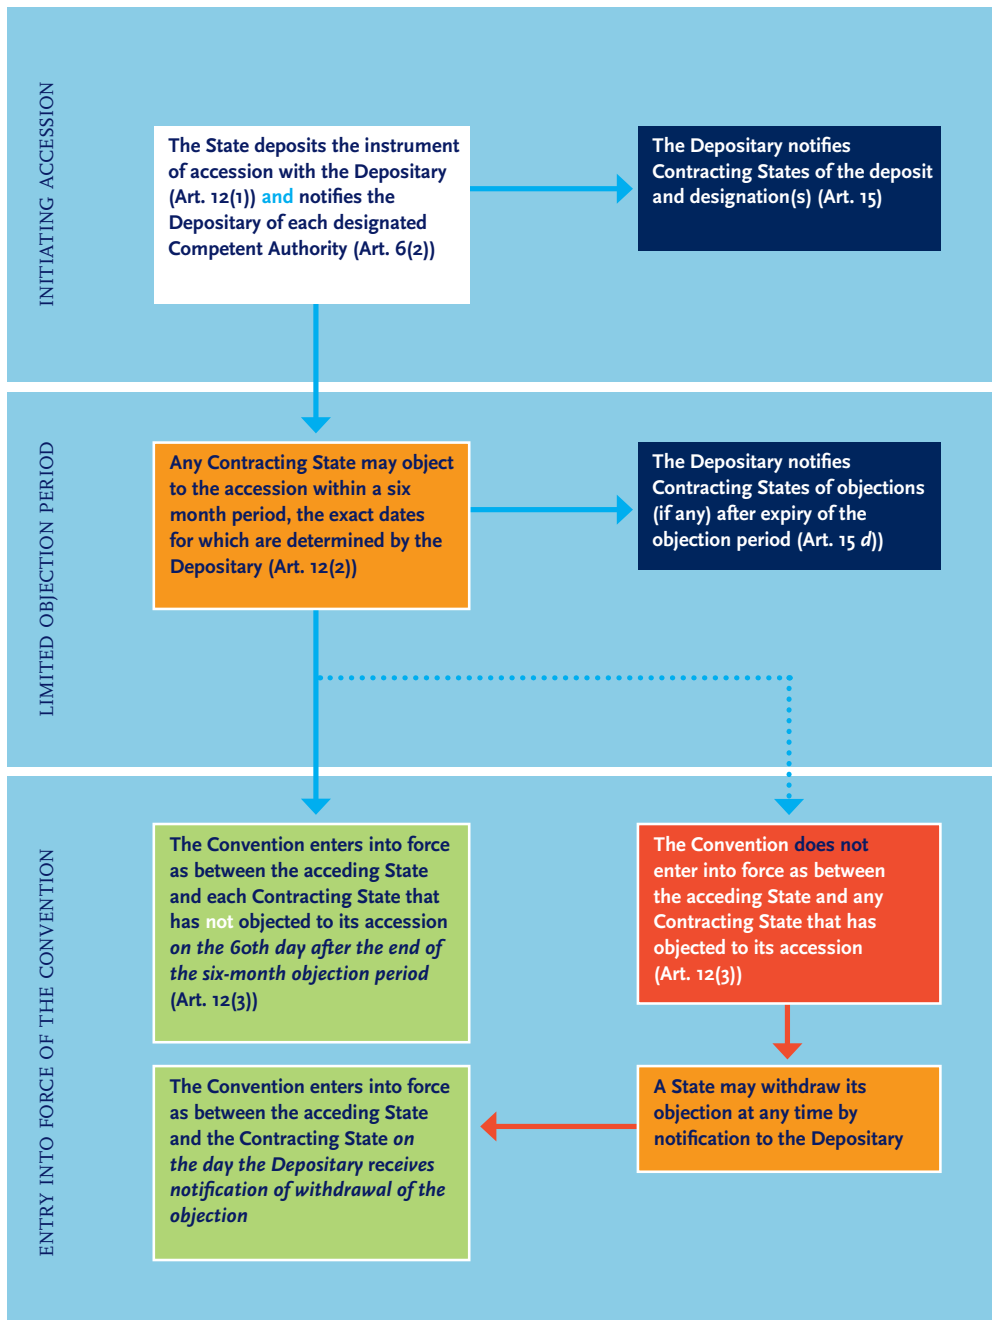 INITIATING ACCESSION
The State deposits the instrument
of accession with the Depositary
(Art. 12(1)) and notifies the
Depositary of each designated
Competent Authority (Art. 6(2))
The Depositary notifies
Contracting States of the deposit
and designation(s) (Art. 15)
LIMITED OBJECTION PERIOD
Any Contracting State may object
to the accession within a six
month period, the exact dates
for which are determined by the
Depositary (Art. 12(2))
The Depositary notifies
Contracting States of objections
(if any) after expiry of the
objection period (Art. 15 d))
ENTRY INTO FORCE OF THE CONVENTION
The Convention enters into force
as between the acceding State
and each Contracting State that
has not objected to its accession
on the 60th day after the end of
the six-month objection period
(Art. 12(3))
The Convention does not
enter into force as between
the acceding State and any
Contracting State that has
objected to its accession
(Art. 12(3))
A State may withdraw its
objection at any time by
notification to the Depositary
The Convention enters into force
as between the acceding State
and the Contracting State on
the day the Depositary receives
notification of withdrawal of the
objection